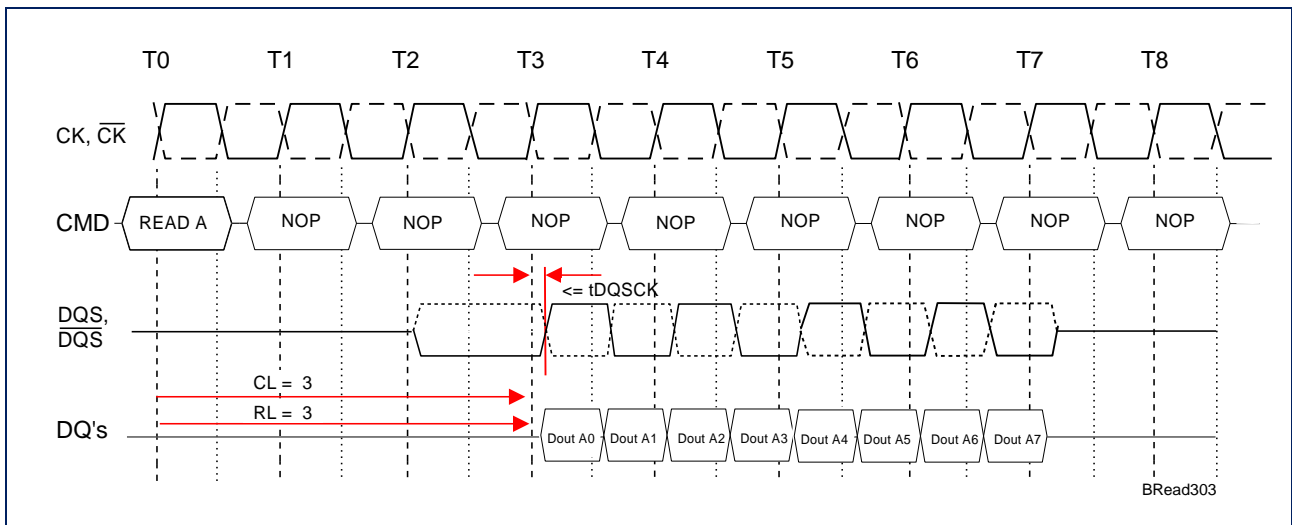 T0 T1 T2 T3 T4 T5 T6 T7 T8
CK, CK
CMD READ A NOP NOP NOP NOP NOP NOP NOP NOP
<= tDQSCK
DQS,
DQS
CL = 3
RL = 3
DQ's Dout A0 Dout A1 Dout A2 Dout A3 Dout A4 Dout A5 Dout A6 Dout A7
BRead303